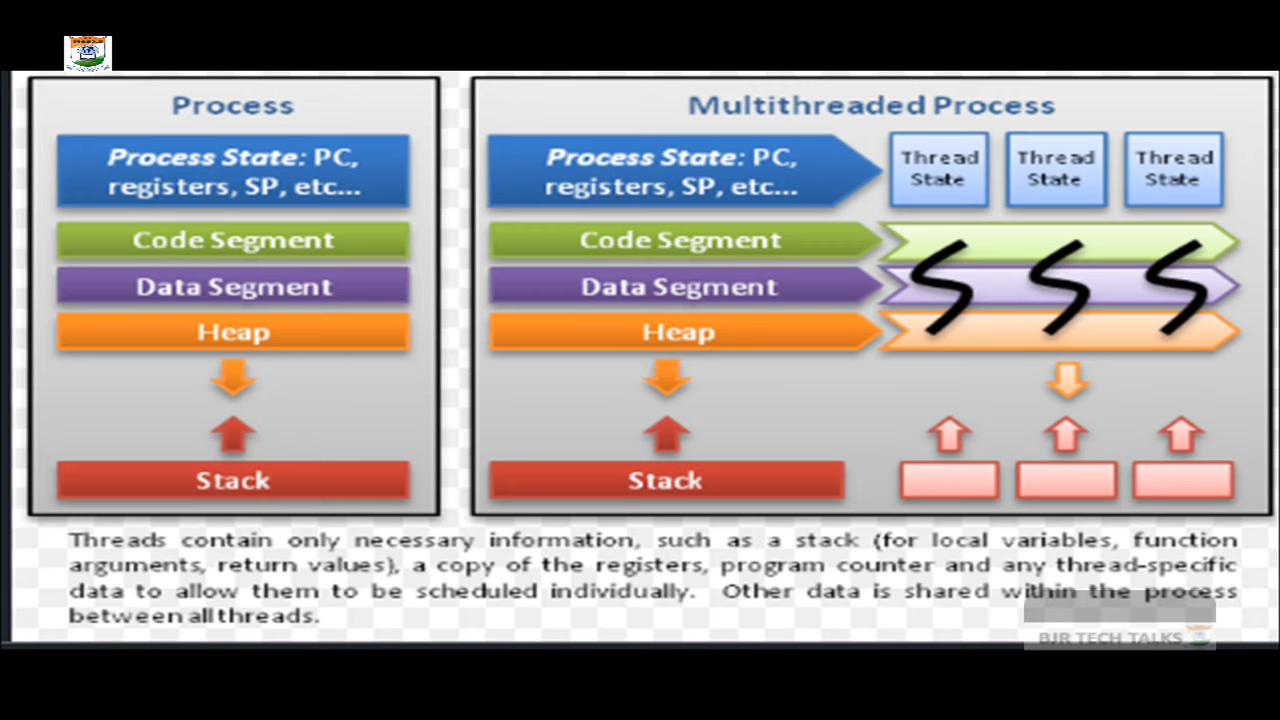 Process
Process State: PC,
registers, SP, etc...
Code Segment
Data Segment
Heap
Stack
Multithreaded Process
Process State: PC,
registers, SP, etc...
Thread
State
Thread
State
Thread
State
Code Segment
Data Segment
Heap
Stack
Threads contain only necessary information, such as a stack (for local variables, function
arguments, return values), a copy of the registers, program counter and any thread-specific
data to allow them to be scheduled individually. Other data is shared within the process
between all threads.
BJR TECH TALKS